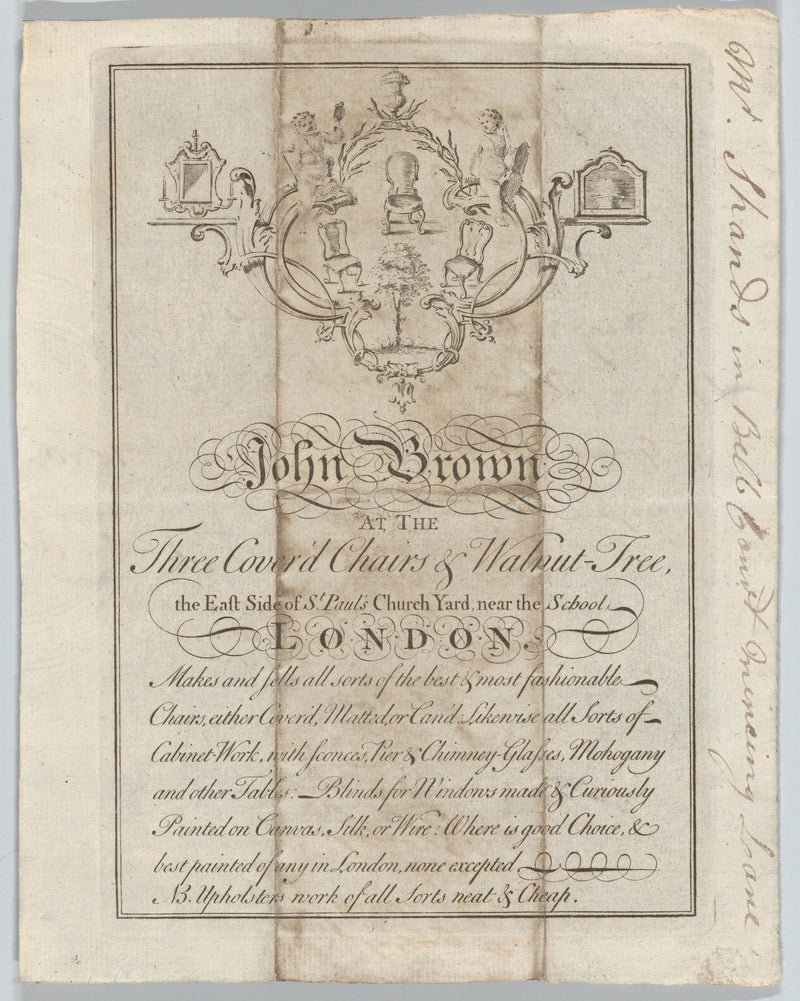 John Brown
AT THE
Three Cover'd Chairs & Walnut-Tree,
the East Side of St. Paul's Church Yard, near the School
LONDON.
Makes and sells all sorts of the best & most fashionable
Chairs, either Cover'd, Matted, or Can'd. Likewise all Sorts of
Cabinet-Work, with sconces, Pier & Chimney-Glasses, Mohogany
and other Tables: Blinds for Windows made & Curiously
Painted on Canvas, Silk, or Wire: Where is good Choice, &
best painted of any in London, none excepted
NB. Upholsters work of all Sorts neat & Cheap.
Mr. Shands in Bell Court Mincing Lane